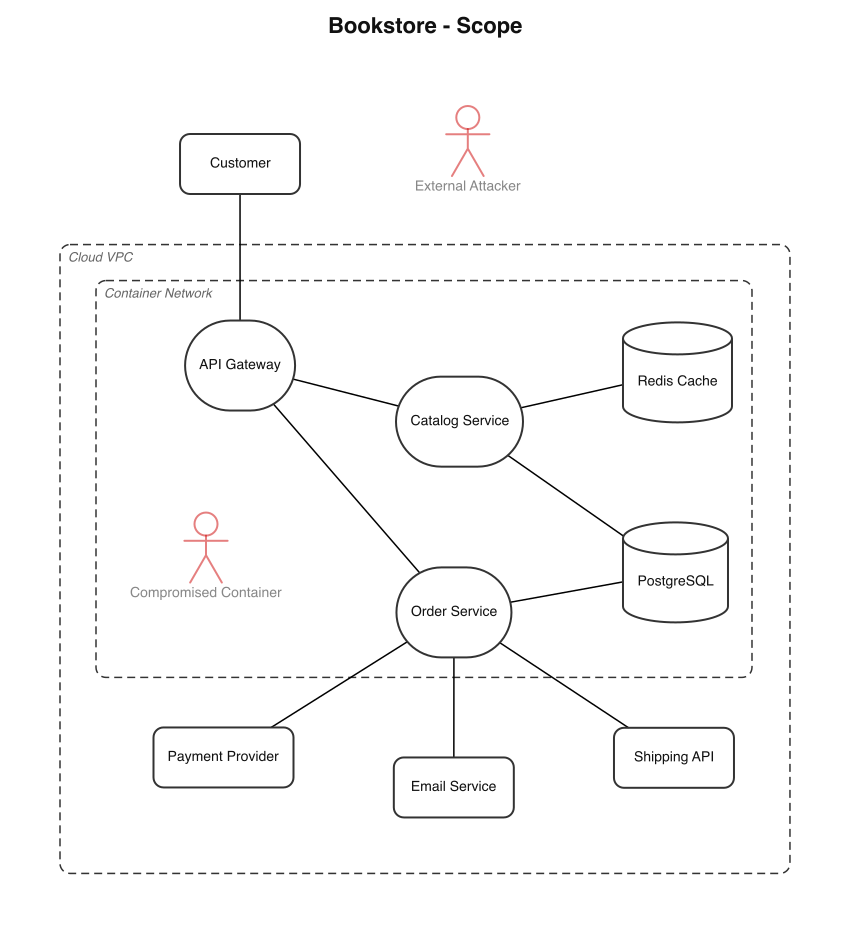 Bookstore - Scope
Customer
External Attacker
Cloud VPC
Container Network
API Gateway
Catalog Service
Redis Cache
Compromised Container
Order Service
PostgreSQL
Payment Provider
Email Service
Shipping API